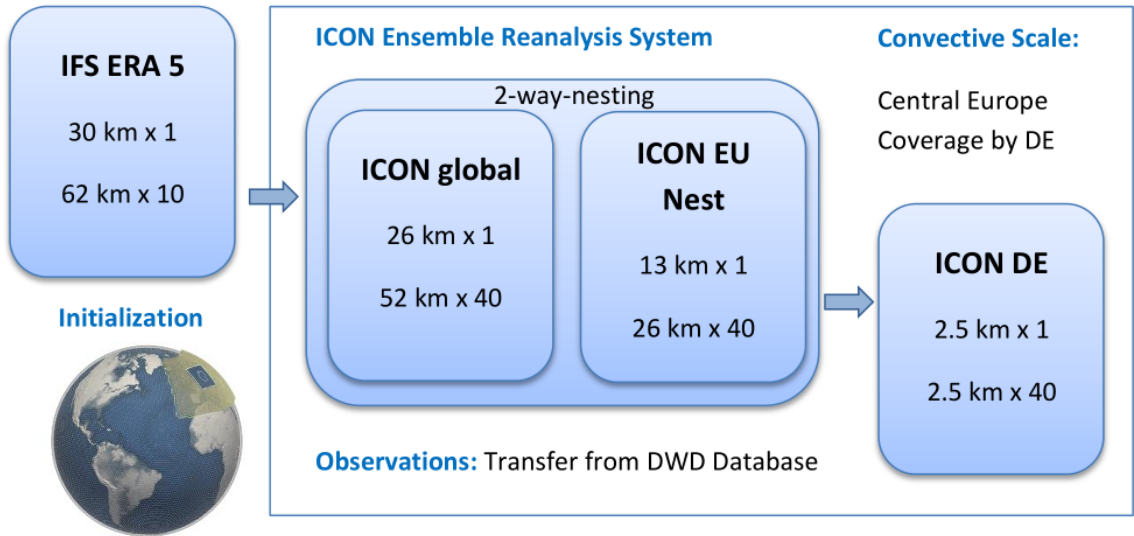 IFS ERA 5
30 km x 1
62 km x 10
Initialization
ICON Ensemble Reanalysis System
2-way-nesting
ICON global
26 km x 1
52 km x 40
ICON EU
Nest
13 km x 1
26 km x 40
Observations: Transfer from DWD Database
Convective Scale:
Central Europe
Coverage by DE
ICON DE
2.5 km x 1
2.5 km x 40